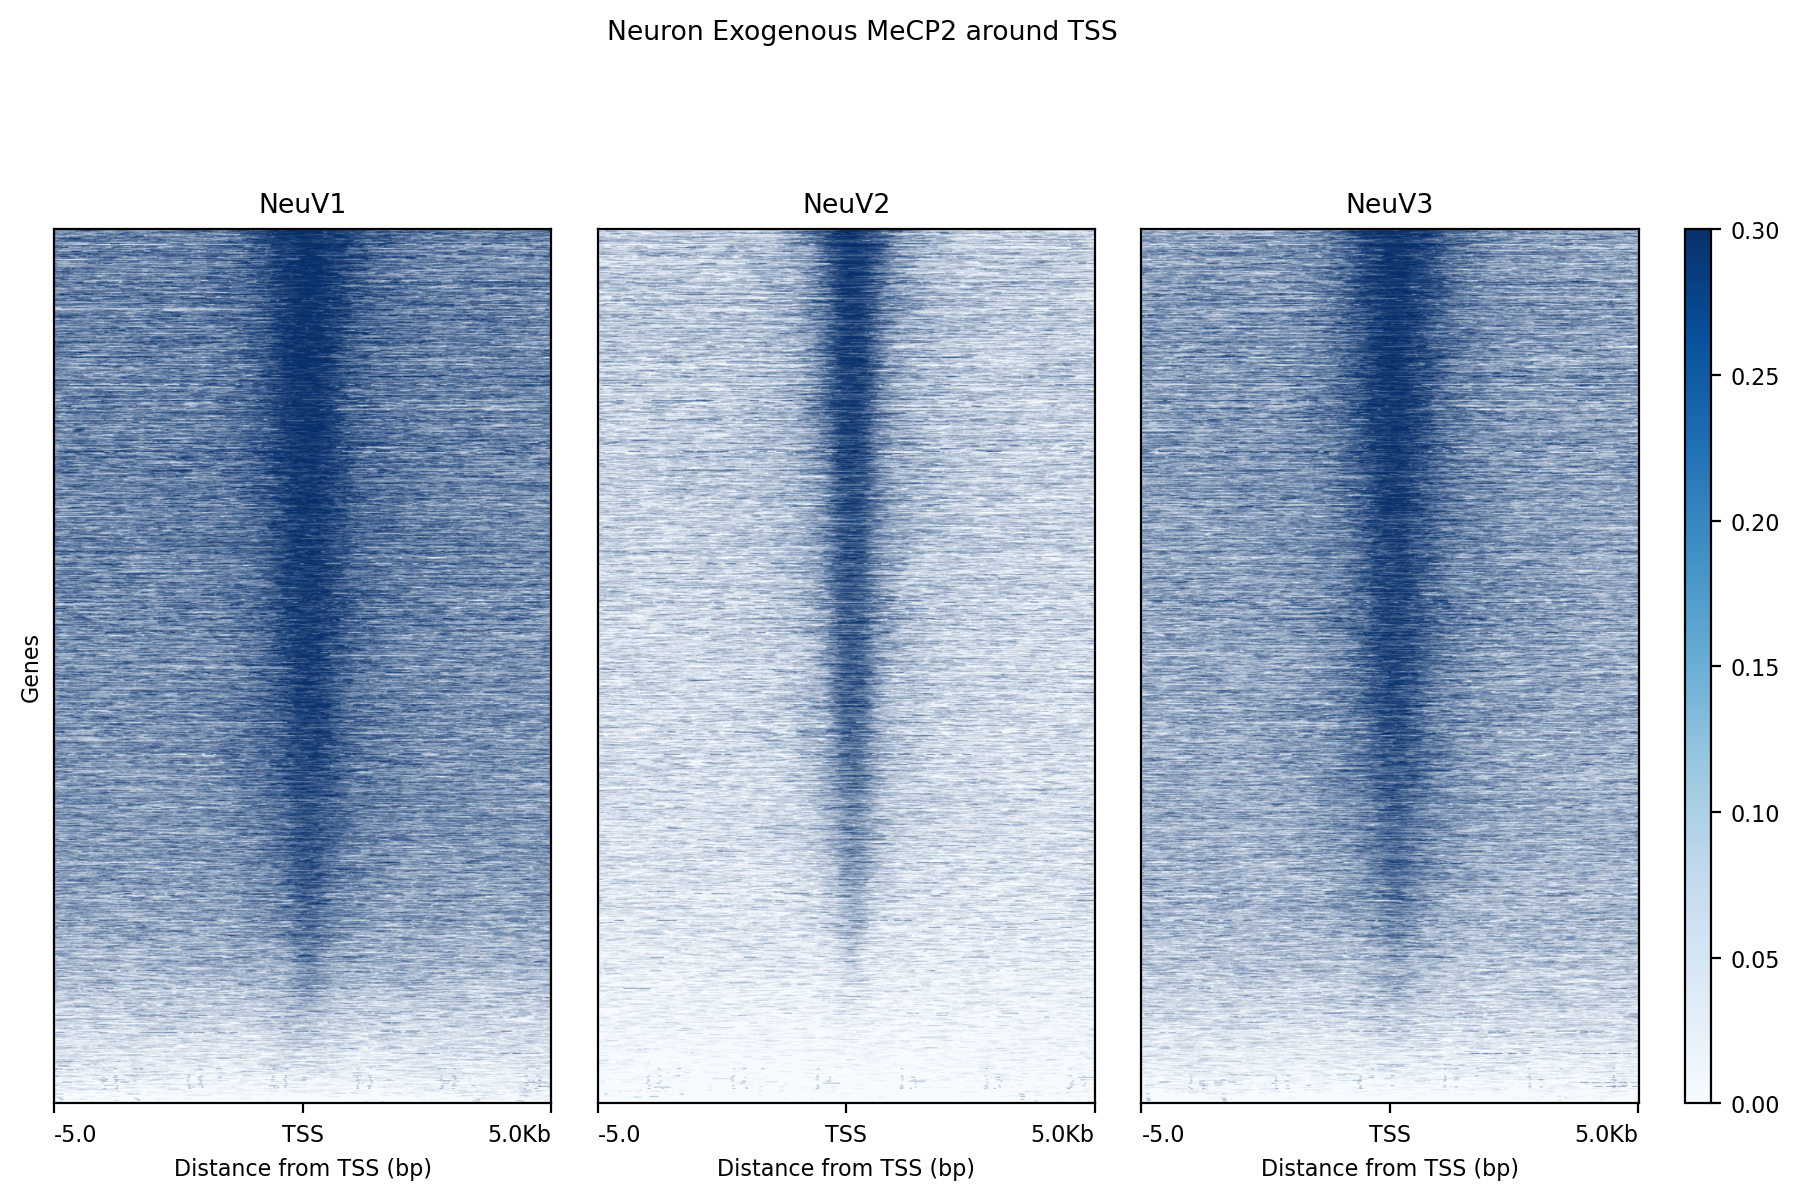 Neuron Exogenous MeCP2 around TSS
NeuV1
NeuV2
NeuV3
Genes
0.30
0.25
0.20
0.15
0.10
0.05
0.00
-5.0 TSS 5.0Kb
-5.0 TSS 5.0Kb
-5.0 TSS 5.0Kb
Distance from TSS (bp)
Distance from TSS (bp)
Distance from TSS (bp)